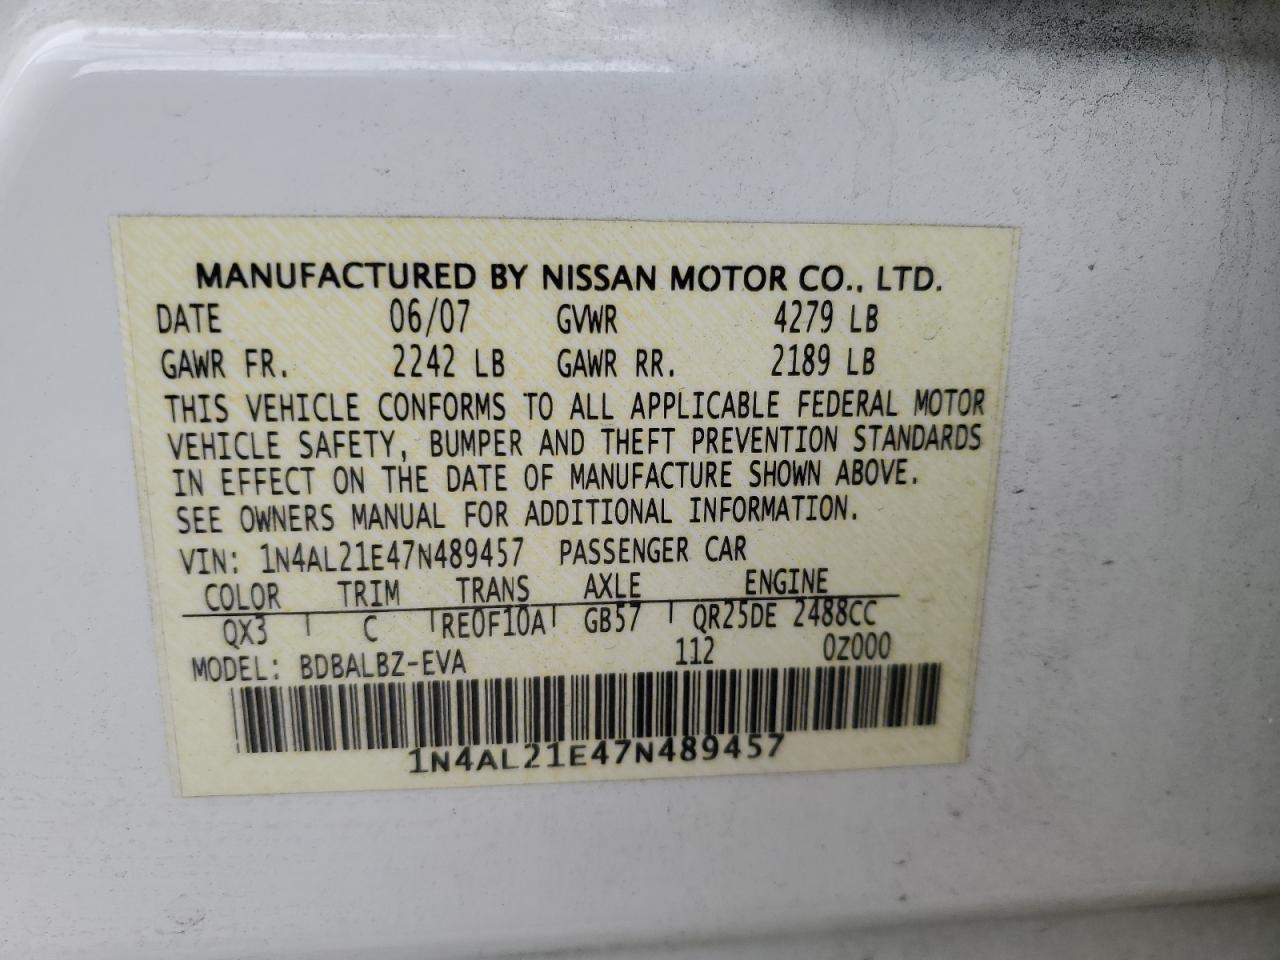 MANUFACTURED BY NISSAN MOTOR CO., LTD.
DATE 06/07 GVWR 4279 LB
GAWR FR. 2242 LB GAWR RR. 2189 LB
THIS VEHICLE CONFORMS TO ALL APPLICABLE FEDERAL MOTOR
VEHICLE SAFETY, BUMPER AND THEFT PREVENTION STANDARDS
IN EFFECT ON THE DATE OF MANUFACTURE SHOWN ABOVE.
SEE OWNERS MANUAL FOR ADDITIONAL INFORMATION.
VIN: 1N4AL21E47N489457 PASSENGER CAR
COLOR TRIM TRANS AXLE ENGINE
QX3 C RE0F10A GB57 QR25DE 2488CC
MODEL: BDBALBZ-EVA 112 0Z000
1N4AL21E47N489457